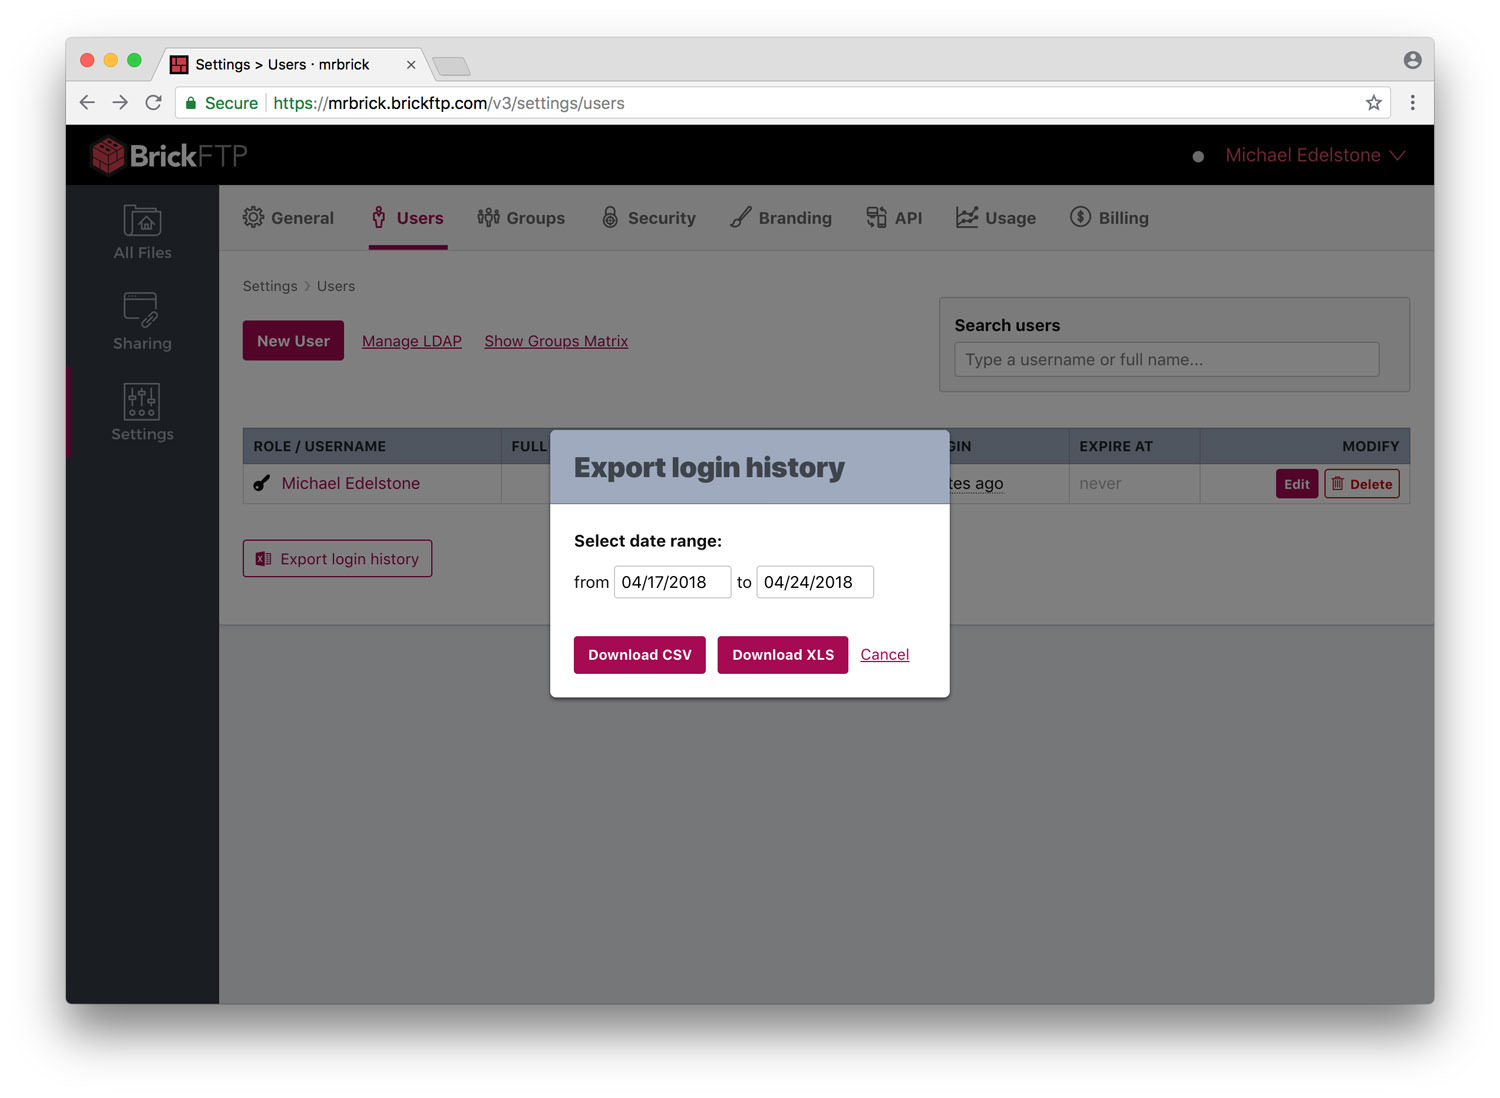 Settings > Users · mrbrick
Secure https://mrbrick.brickftp.com/v3/settings/users
BrickFTP
Michael Edelstone
All Files
Sharing
Settings
General Users Groups Security Branding API Usage Billing
Settings > Users
New User Manage LDAP Show Groups Matrix
Search users
Type a username or full name...
ROLE / USERNAME FULL GIN EXPIRE AT MODIFY
Michael Edelstone tes ago never Edit Delete
Export login history
Export login history
Select date range:
from 04/17/2018 to 04/24/2018
Download CSV Download XLS Cancel